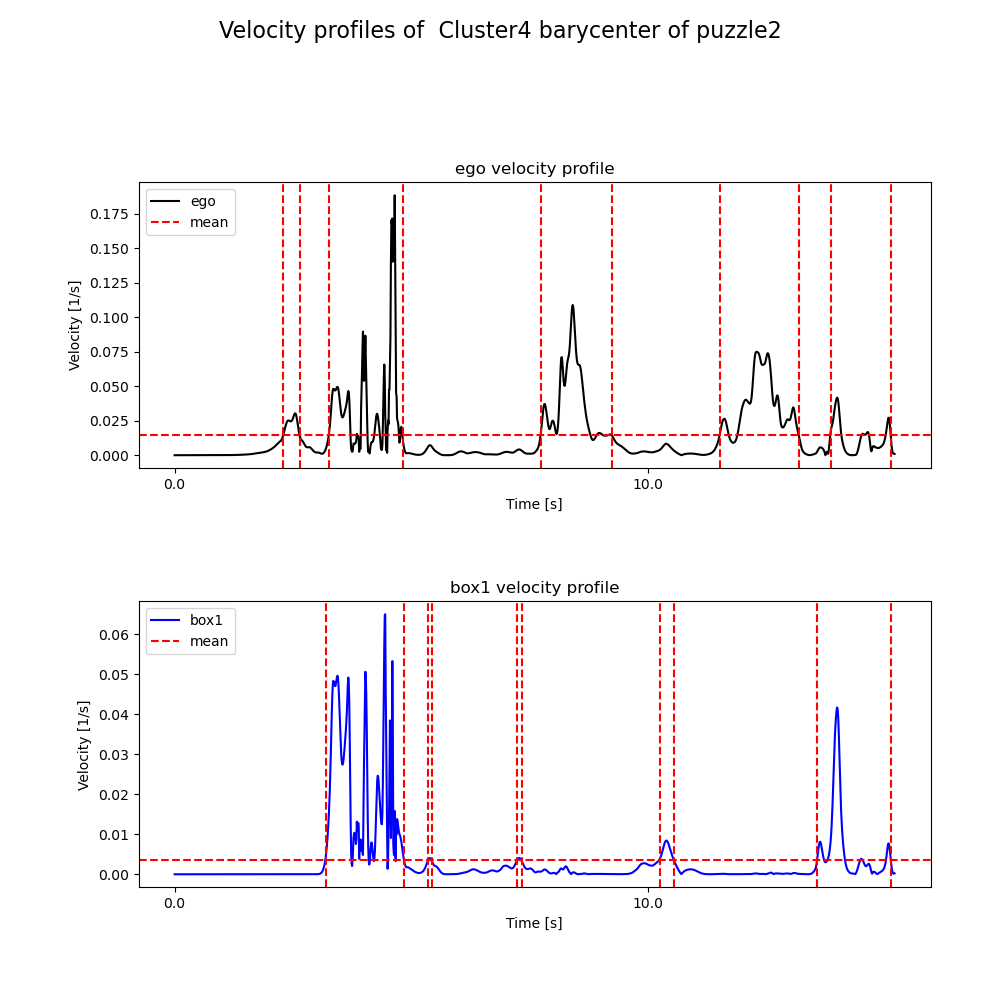 Velocity profiles of  Cluster4 barycenter of puzzle2
ego velocity profile
ego
mean
0.175
0.150
0.125
0.100
0.075
0.050
0.025
0.000
Velocity [1/s]
0.0
10.0
Time [s]
box1 velocity profile
box1
mean
0.06
0.05
0.04
0.03
0.02
0.01
0.00
Velocity [1/s]
0.0
10.0
Time [s]